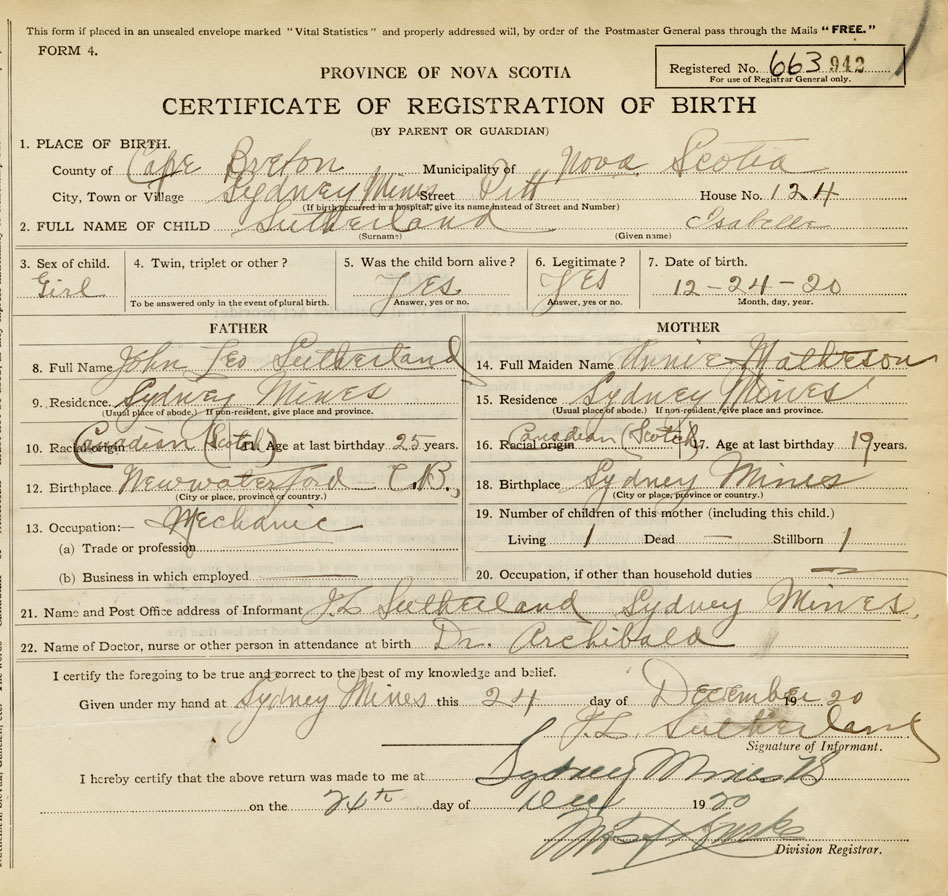 This form if placed in an unsealed envelope marked "Vital Statistics" and properly addressed will, by order of the Postmaster General pass through the Mails "FREE."
FORM 4.
Registered No. 663 942
For use of Registrar General only.
PROVINCE OF NOVA SCOTIA
CERTIFICATE OF REGISTRATION OF BIRTH
(BY PARENT OR GUARDIAN)
1. PLACE OF BIRTH.
County of Cape Breton Municipality of Nova Scotia
City, Town or Village Sydney Mines Street Pitt House No. 124
(If birth occurred in a hospital, give its name instead of Street and Number)
2. FULL NAME OF CHILD Sutherland Isabella
(Surname) (Given name)
3. Sex of child. 4. Twin, triplet or other? 5. Was the child born alive? 6. Legitimate? 7. Date of birth.
Girl Yes Yes 12-24-20
To be answered only in the event of plural birth. Answer, yes or no. Answer, yes or no. Month, day, year.
FATHER MOTHER
8. Full Name John Leo Sutherland 14. Full Maiden Name Annie Matheson
9. Residence. Sydney Mines 15. Residence Sydney Mines
(Usual place of abode.) If non-resident, give place and province. (Usual place of abode.) If non-resident, give place and province.
10. Racial origin Canadian (Scotch) 11. Age at last birthday 25 years. 16. Racial origin Canadian (Scotch) 17. Age at last birthday 19 years.
12. Birthplace Newwaterford C.B., 18. Birthplace Sydney Mines
(City or place, province or country.) (City or place, province or country.)
13. Occupation:— Mechanic 19. Number of children of this mother (including this child.)
(a) Trade or profession Living 1 Dead — Stillborn 1
(b) Business in which employed 20. Occupation, if other than household duties
21. Name and Post Office address of Informant J.L Sutherland Sydney Mines,
22. Name of Doctor, nurse or other person in attendance at birth Dr. Archibald
I certify the foregoing to be true and correct to the best of my knowledge and belief.
Given under my hand at Sydney Mines this 24 day of December 1920
J.L. Sutherland
Signature of Informant.
I hereby certify that the above return was made to me at Sydney Mines
on the 24th day of Dec 1920
Division Registrar.